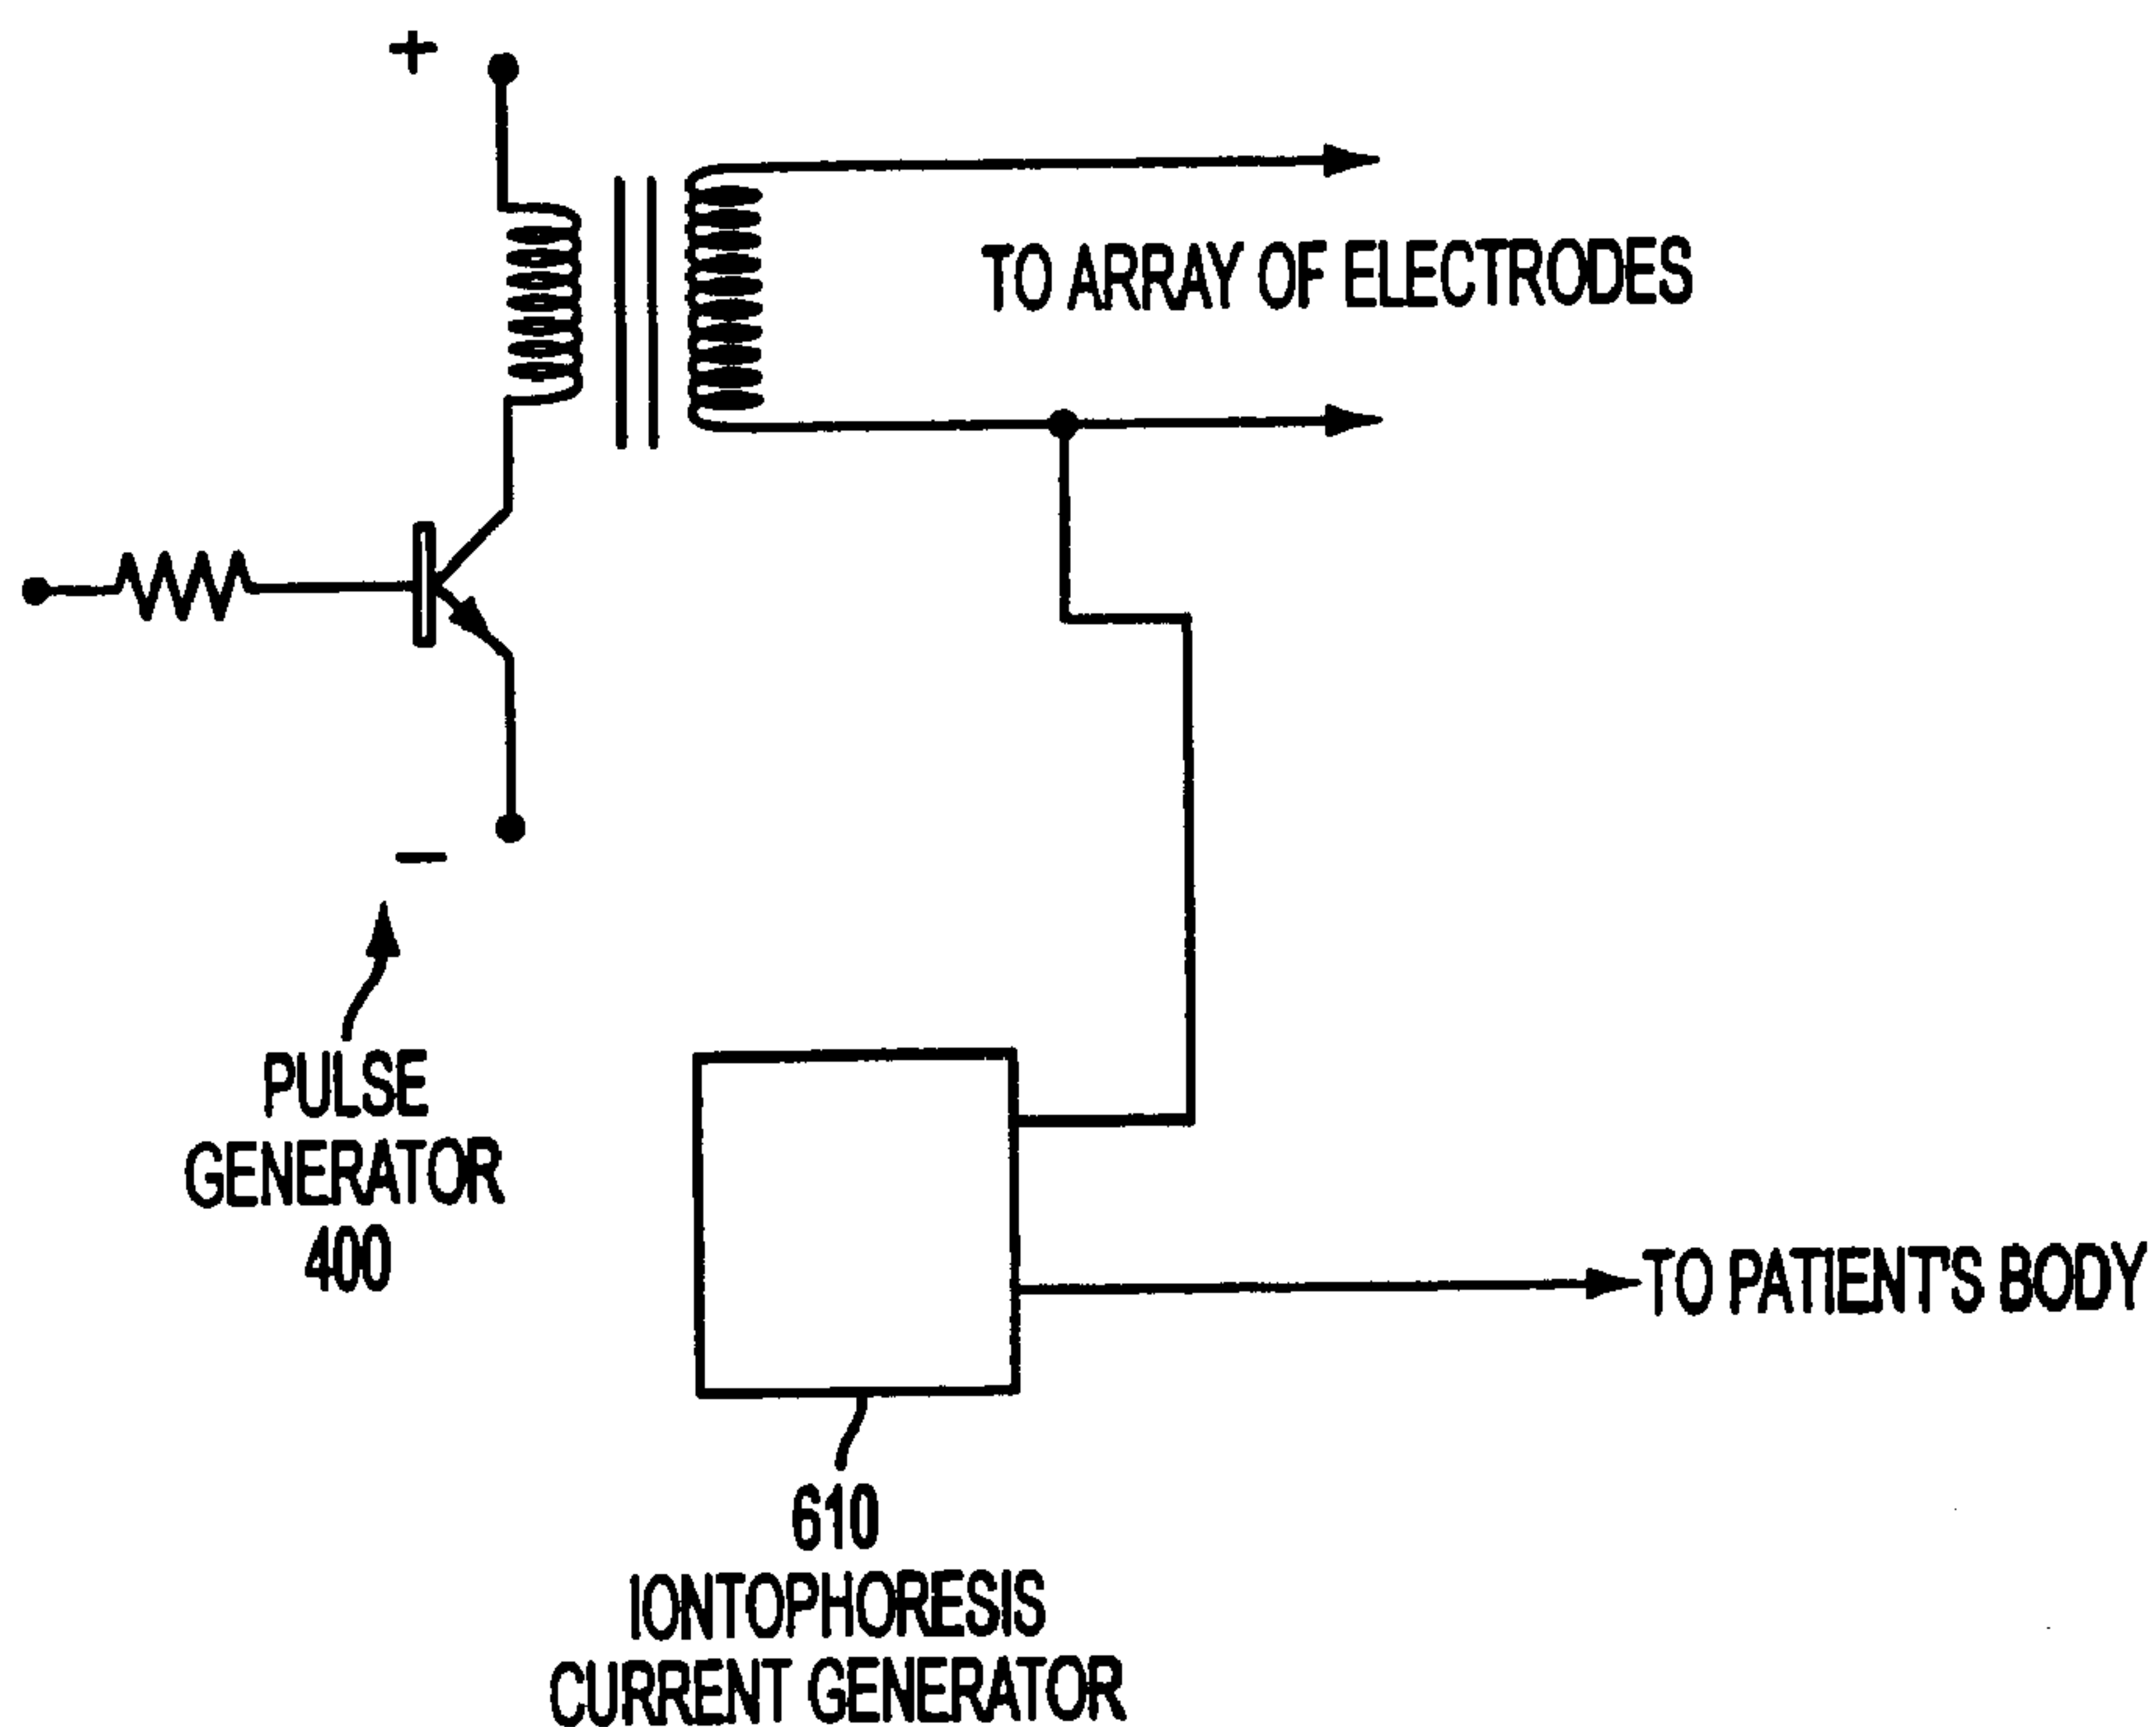 +
TO ARRAY OF ELECTRODES
−
PULSE
GENERATOR
400
TO PATIENT'S BODY
610
IONTOPHORESIS
CURRENT GENERATOR